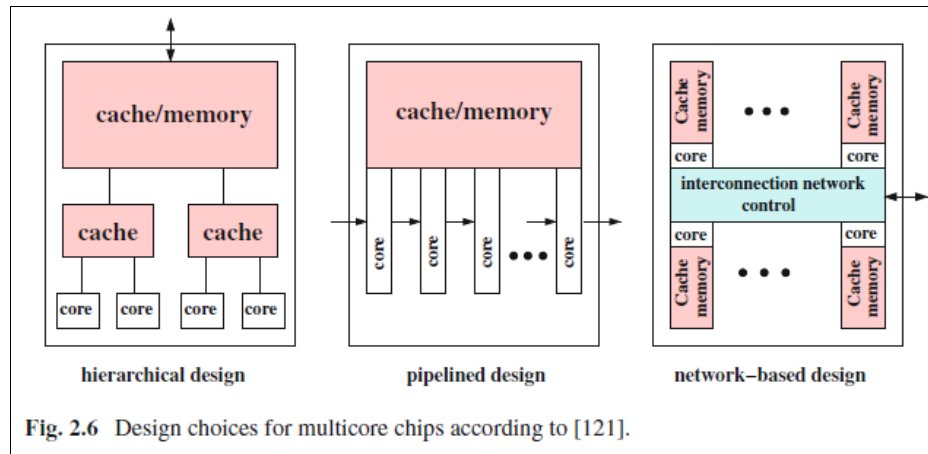 cache/memory
cache
cache
core
core
core
core
hierarchical design
cache/memory
core
core
core
core
pipelined design
Cache
memory
Cache
memory
core
core
interconnection network
control
core
core
Cache
memory
Cache
memory
network−based design
Fig. 2.6 Design choices for multicore chips according to [121].